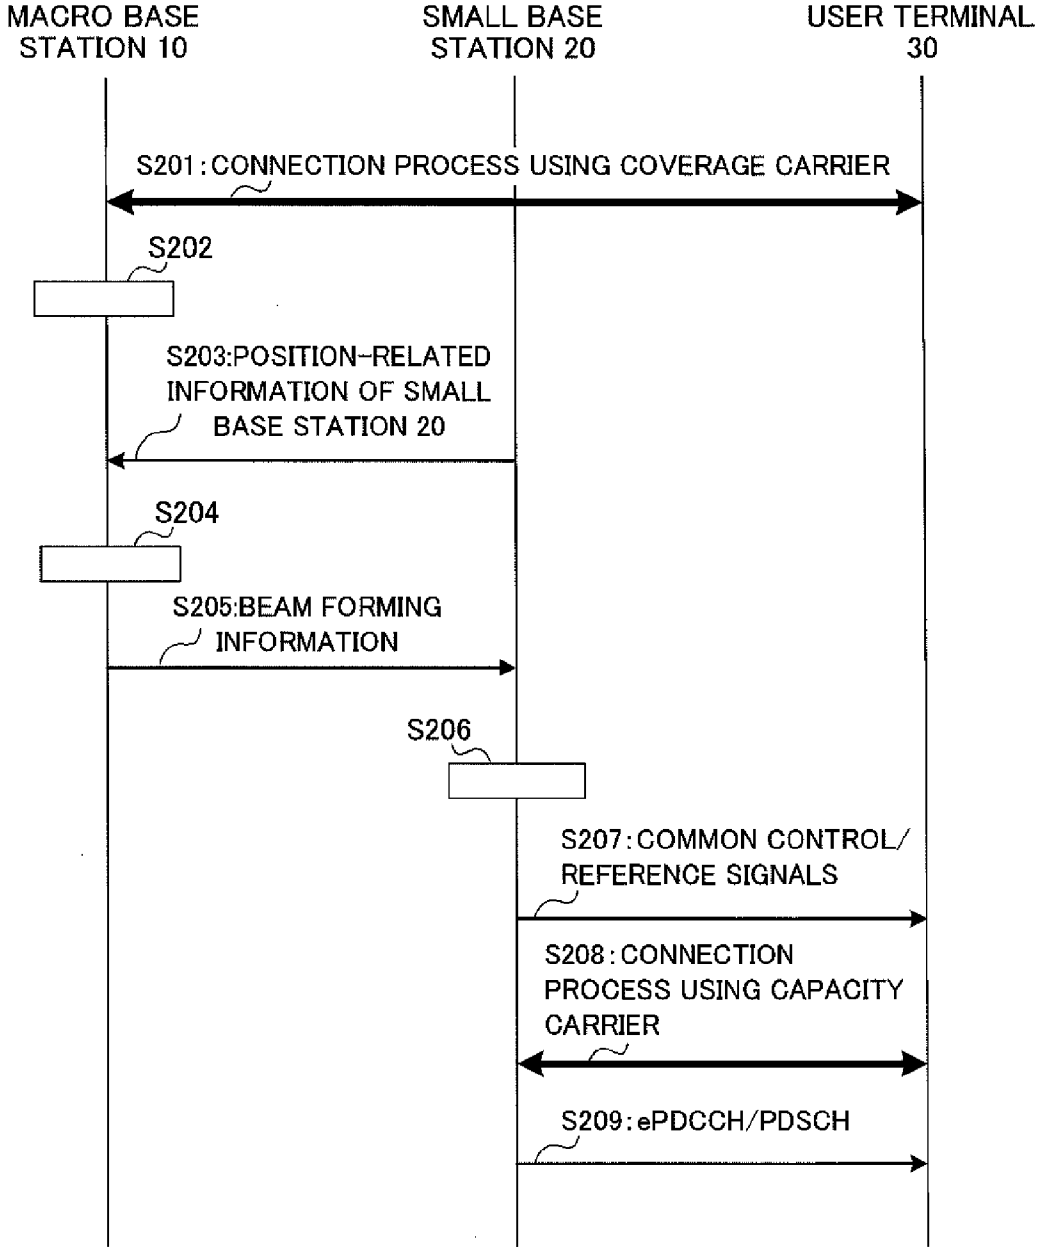 MACRO BASE
STATION 10
SMALL BASE
STATION 20
USER TERMINAL
30
S201:CONNECTION PROCESS USING COVERAGE CARRIER
S202
S203:POSITION-RELATED
INFORMATION OF SMALL
BASE STATION 20
S204
S205:BEAM FORMING
INFORMATION
S206
S207:COMMON CONTROL/
REFERENCE SIGNALS
S208:CONNECTION
PROCESS USING CAPACITY
CARRIER
S209:ePDCCH/PDSCH